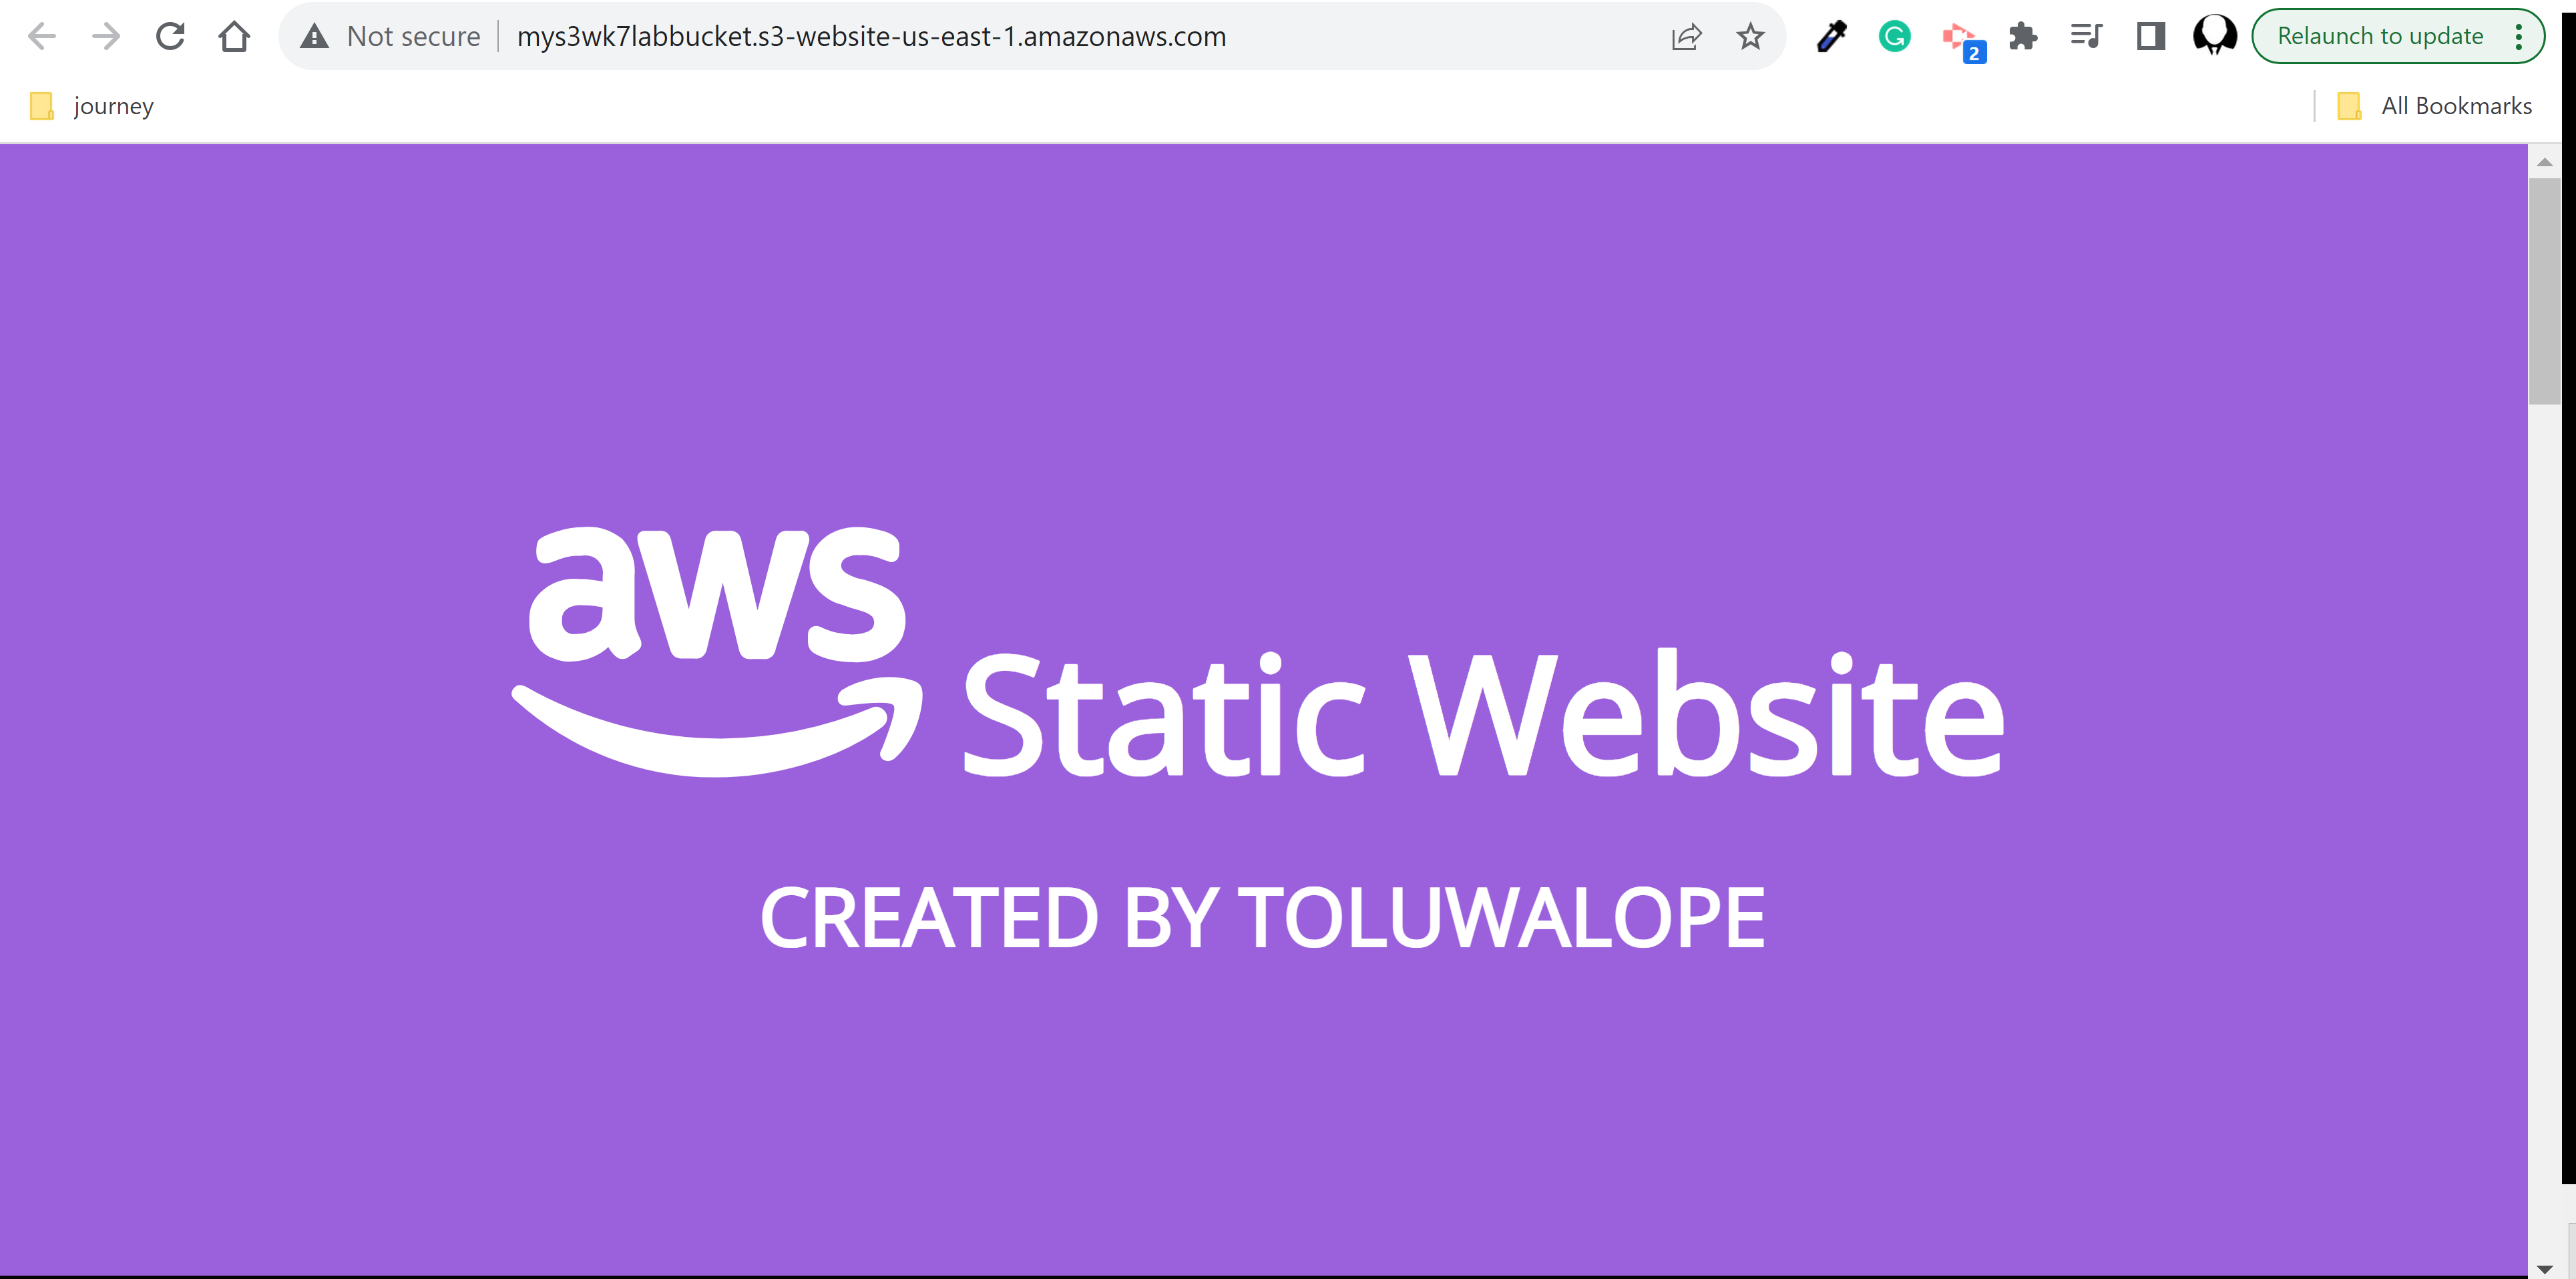 Not secure mys3wk7labbucket.s3-website-us-east-1.amazonaws.com
2
Relaunch to update
journey
All Bookmarks
aws
Static Website
CREATED BY TOLUWALOPE